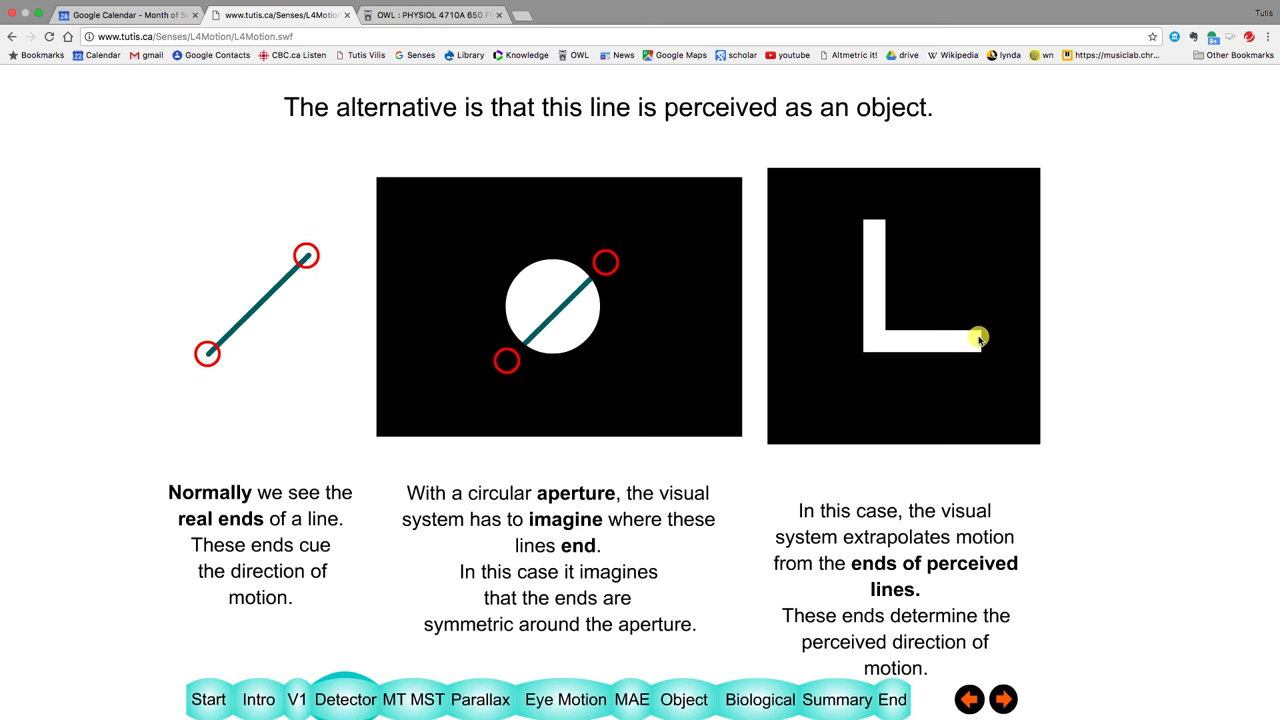 Google Calendar - Month of Se
www.tutis.ca/Senses/L4Motio
OWL : PHYSIOL 4710A 650 F
Tutis
www.tutis.ca/Senses/L4Motion/L4Motion.swf
Bookmarks
22 Calendar
gmail
Google Contacts
CBC.ca Listen
Tutis Vilis
Senses
Library
Knowledge
OWL
News
Google Maps
scholar
youtube
Altmetric it!
drive
Wikipedia
lynda
wn
https://musiclab.chr...
Other Bookmarks
The alternative is that this line is perceived as an object.
Normally we see the
real ends of a line.
These ends cue
the direction of
motion.
With a circular aperture, the visual
system has to imagine where these
lines end.
In this case it imagines
that the ends are
symmetric around the aperture.
In this case, the visual
system extrapolates motion
from the ends of perceived
lines.
These ends determine the
perceived direction of
motion.
Start Intro V1 Detector MT MST Parallax Eye Motion MAE Object Biological Summary End